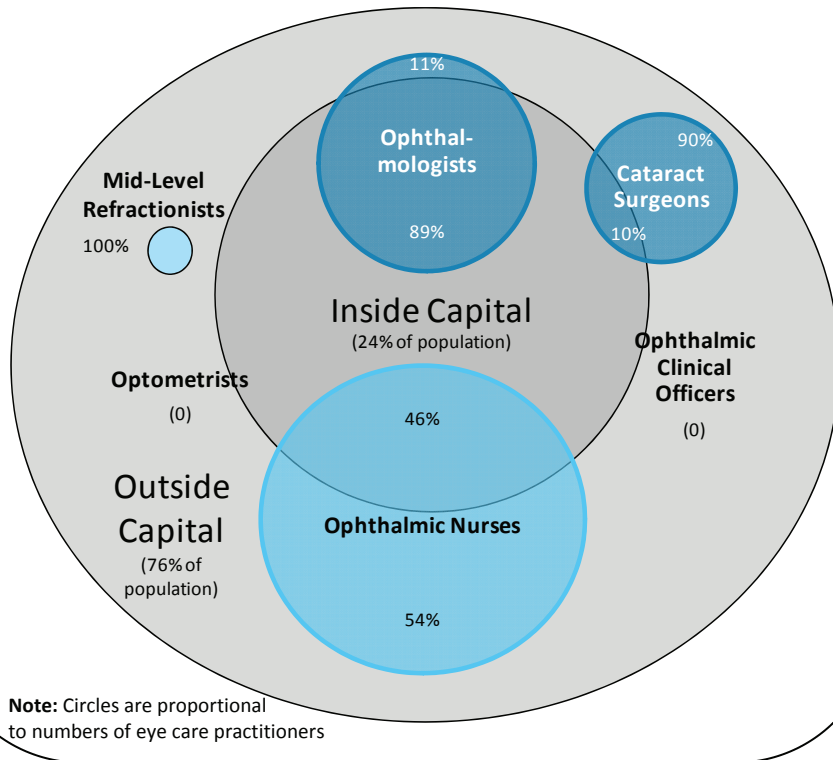 11%
Ophthal-
mologists
89%
90%
Cataract
Surgeons
10%
Mid-Level
Refractionists
100%
Inside Capital
(24% of population)
Optometrists
(0)
Ophthalmic
Clinical
Officers
(0)
46%
Outside
Capital
(76% of
population)
Ophthalmic Nurses
54%
Note: Circles are proportional
to numbers of eye care practitioners